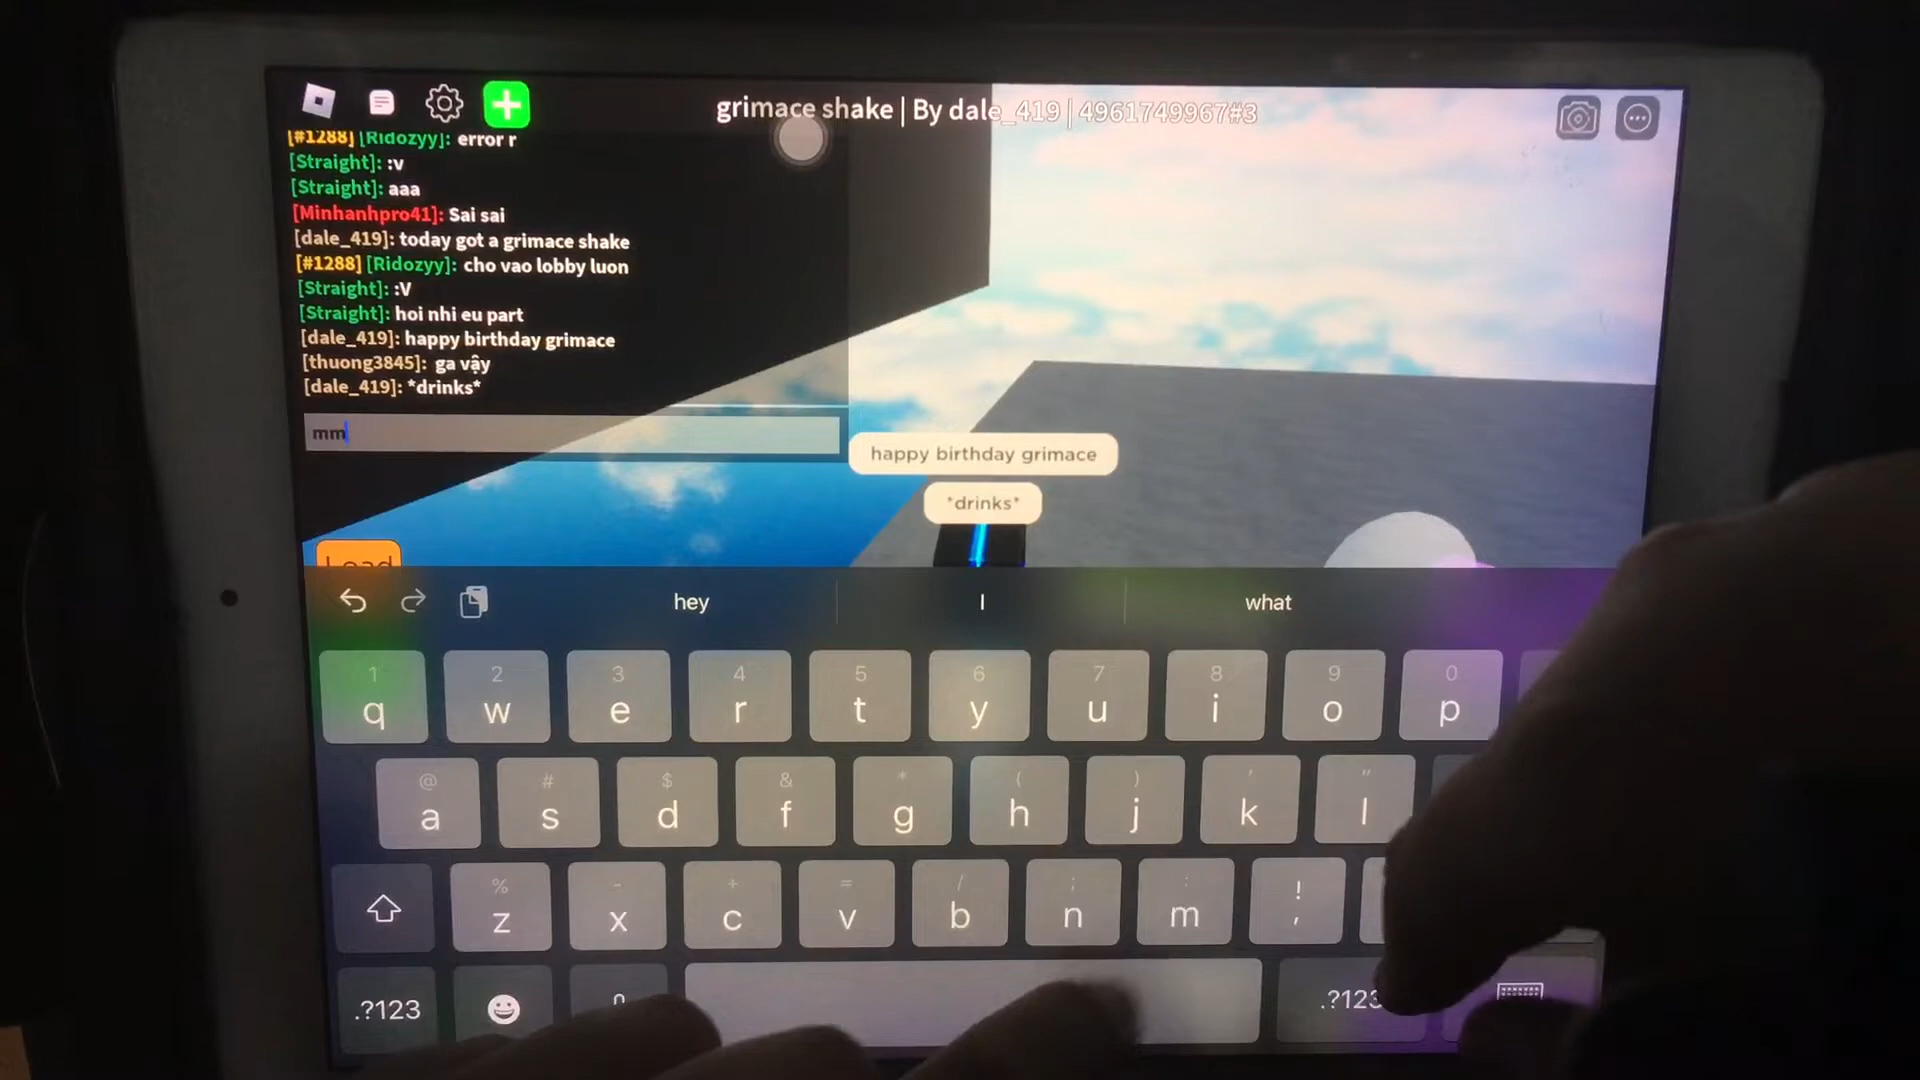 grimace shake | By dale_419 | 4961749967#3
[#1288] [Ridozyy]: error r
[Straight]: :v
[Straight]: aaa
[Minhanhpro41]: Sai sai
[dale_419]: today got a grimace shake
[#1288] [Ridozyy]: cho vao lobby luon
[Straight]: :V
[Straight]: hoi nhi eu part
[dale_419]: happy birthday grimace
[thuong3845]: ga vậy
[dale_419]: *drinks*
mm
happy birthday grimace
*drinks*
Load
hey I what
1 2 3 4 5 6 7 8 9 0
q w e r t y u i o p
@ # $ & * ( ) ' "
a s d f g h j k l
% - + = / ; : !
z x c v b n m ,
.?123 .?123